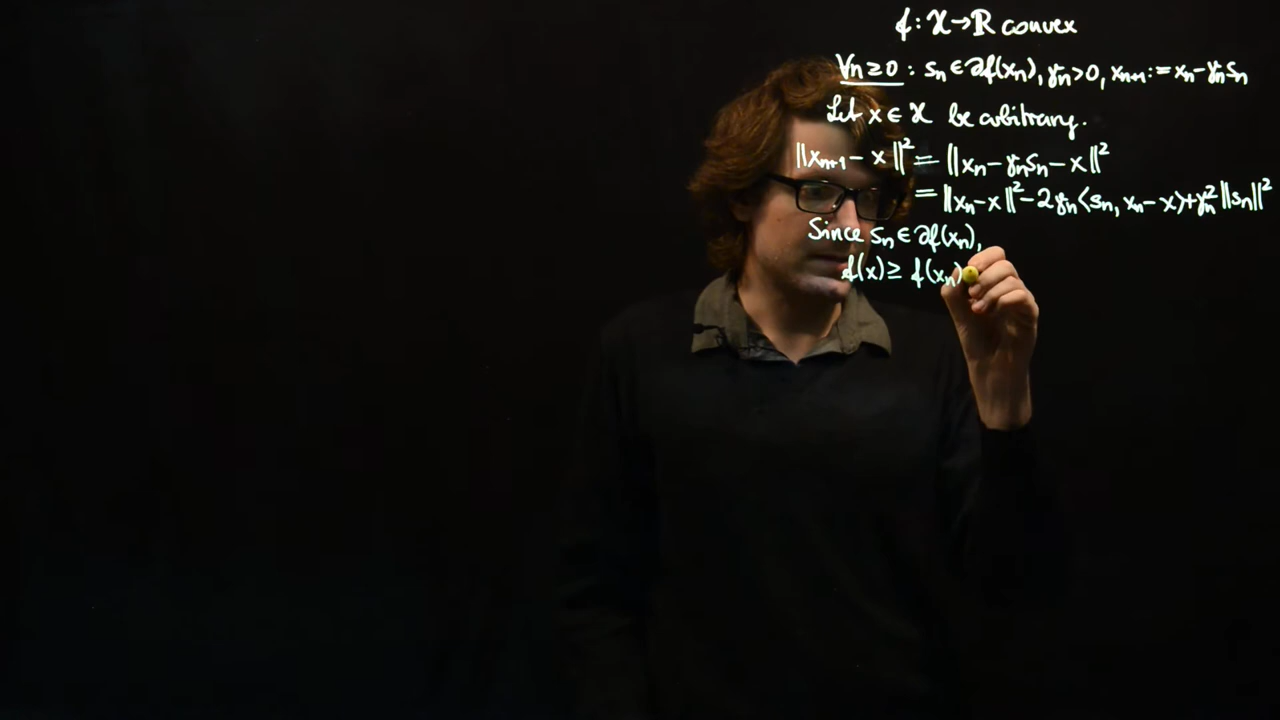 f : X → ℝ convex
∀n ≥ 0 : sₙ ∈ ∂f(xₙ), γₙ > 0, xₙ₊₁ := xₙ − γₙsₙ
Let x ∈ X be arbitrary.
‖xₙ₊₁ − x‖² = ‖xₙ − γₙsₙ − x‖²
= ‖xₙ − x‖² − 2γₙ⟨sₙ, xₙ − x⟩ + γₙ²‖sₙ‖²
Since sₙ ∈ ∂f(xₙ),
f(x) ≥ f(xₙ)